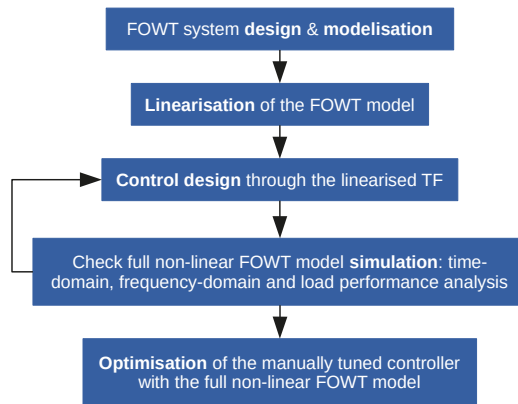 FOWT system design & modelisation
Linearisation of the FOWT model
Control design through the linearised TF
Check full non-linear FOWT model simulation: time-
domain, frequency-domain and load performance analysis
Optimisation of the manually tuned controller
with the full non-linear FOWT model